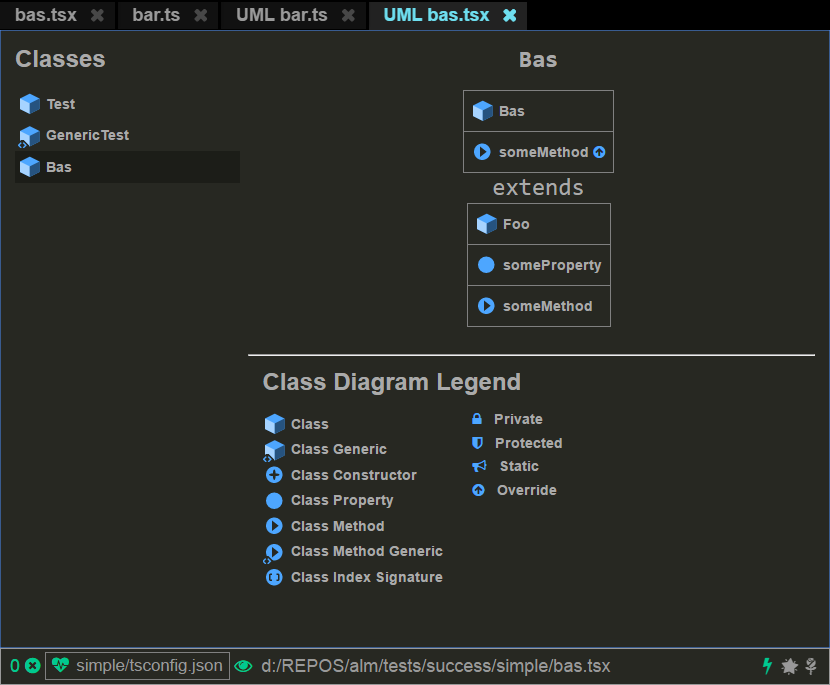 bas.tsx bar.ts UML bar.ts UML bas.tsx
Classes
Test
GenericTest
Bas
Bas
Bas
someMethod
extends
Foo
someProperty
someMethod
Class Diagram Legend
Class
Class Generic
Class Constructor
Class Property
Class Method
Class Method Generic
Class Index Signature
Private
Protected
Static
Override
0 simple/tsconfig.json d:/REPOS/alm/tests/success/simple/bas.tsx